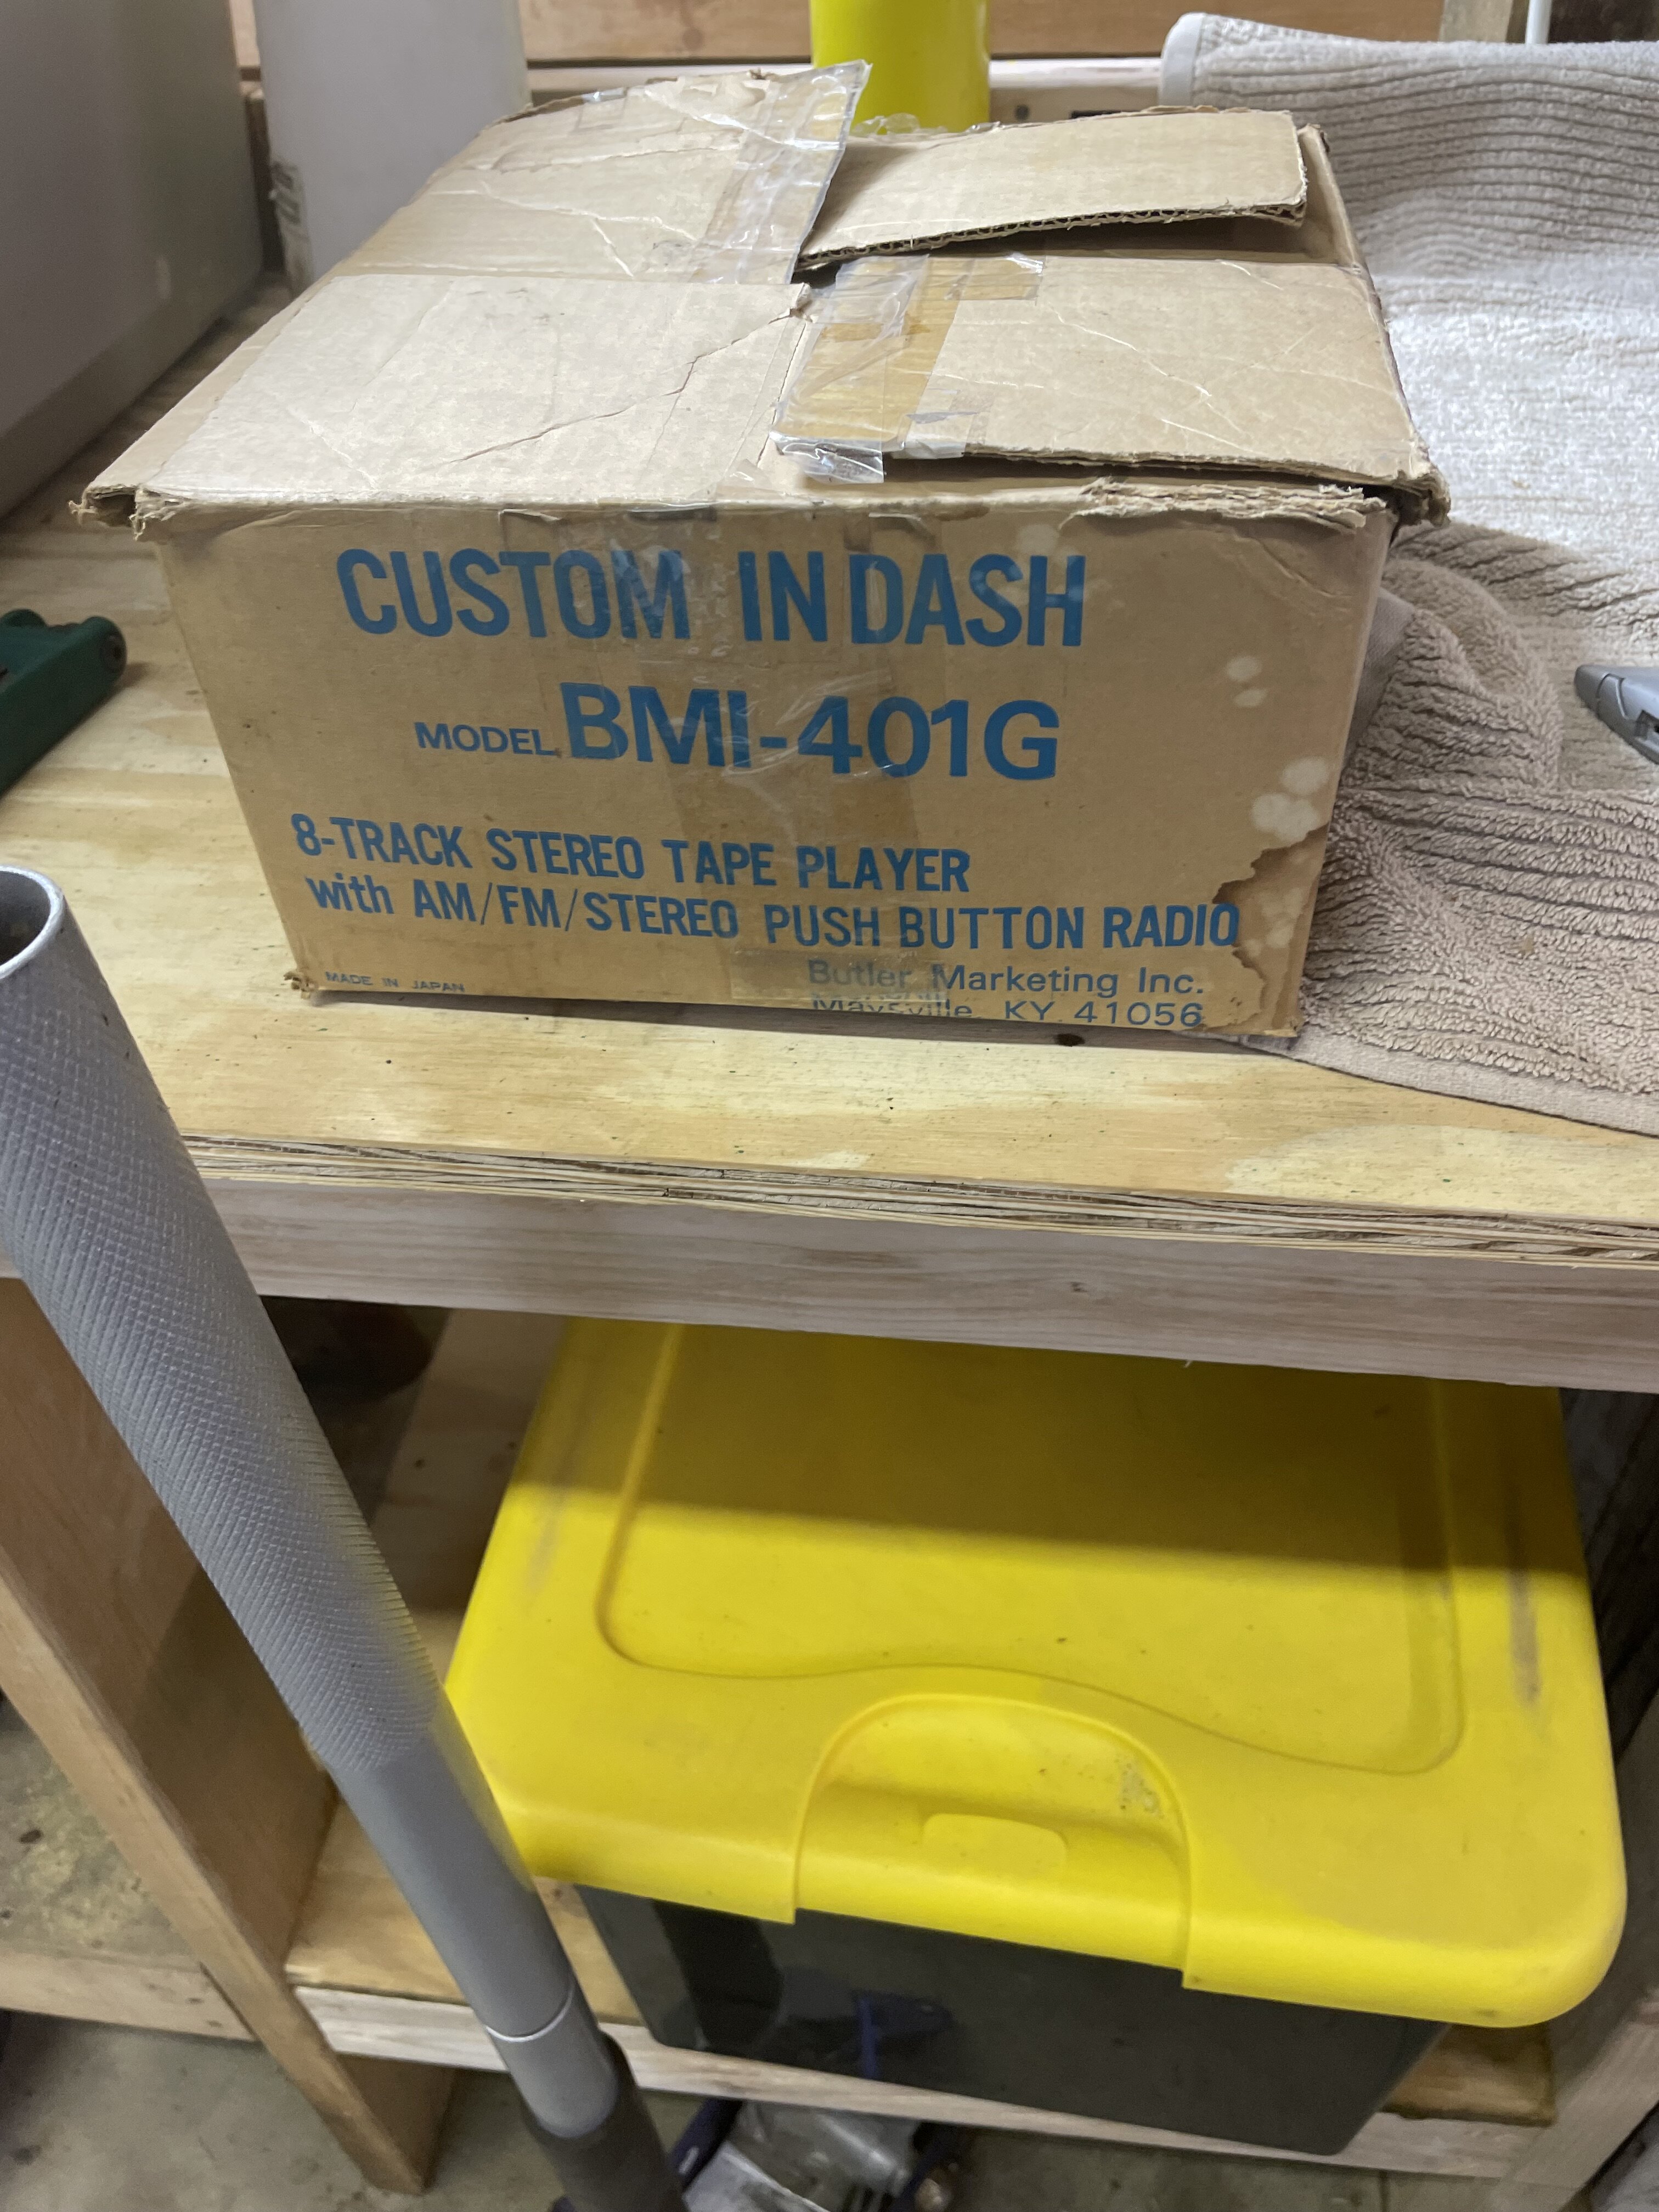 CUSTOM IN DASH
MODEL BMI-401G
8-TRACK STEREO TAPE PLAYER
with AM/FM/STEREO PUSH BUTTON RADIO
MADE IN JAPAN
Butler Marketing Inc.
Maysville, KY 41056